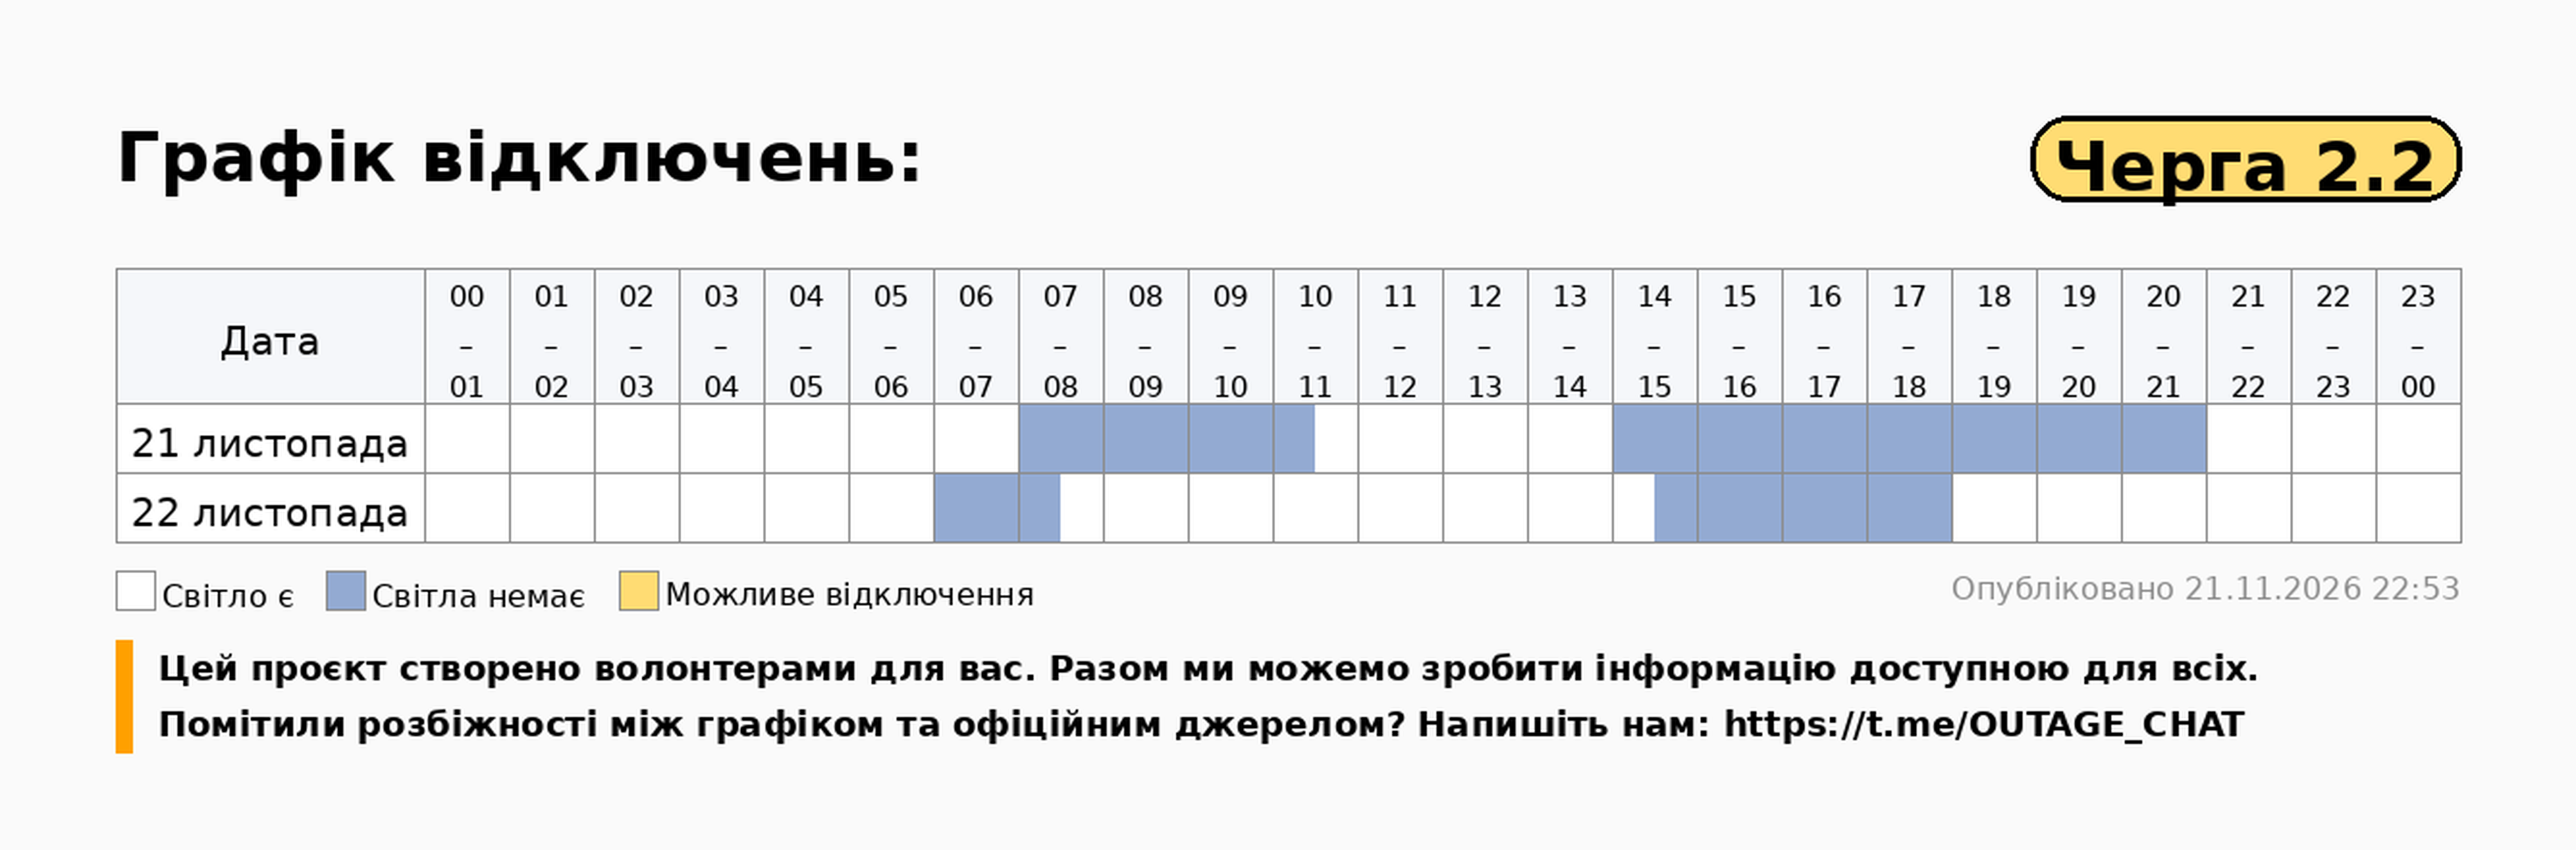 Графік відключень:
Черга 2.2
Дата 00 – 01 01 – 02 02 – 03 03 – 04 04 – 05 05 – 06 06 – 07 07 – 08 08 – 09 09 – 10 10 – 11 11 – 12 12 – 13 13 – 14 14 – 15 15 – 16 16 – 17 17 – 18 18 – 19 19 – 20 20 – 21 21 – 22 22 – 23 23 – 00
21 листопада
22 листопада
Світло є Світла немає Можливе відключення
Опубліковано 21.11.2026 22:53
Цей проєкт створено волонтерами для вас. Разом ми можемо зробити інформацію доступною для всіх.
Помітили розбіжності між графіком та офіційним джерелом? Напишіть нам: https://t.me/OUTAGE_CHAT